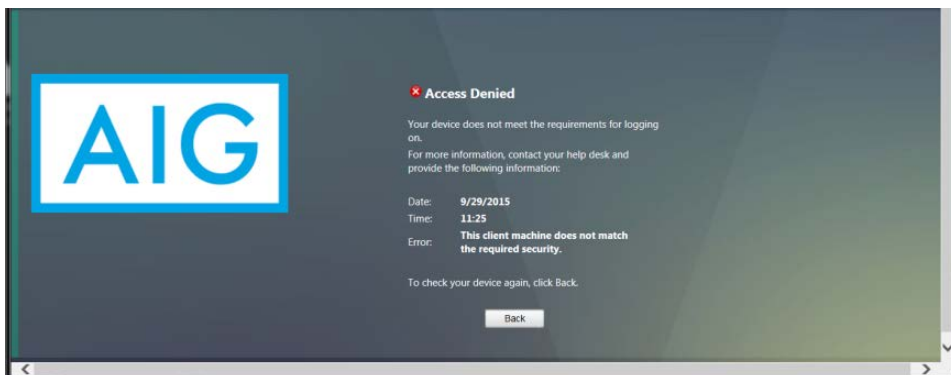 AIG
Access Denied
Your device does not meet the requirements for logging
on.
For more information, contact your help desk and
provide the following information:
Date: 9/29/2015
Time: 11:25
Error: This client machine does not match
the required security.
To check your device again, click Back.
Back